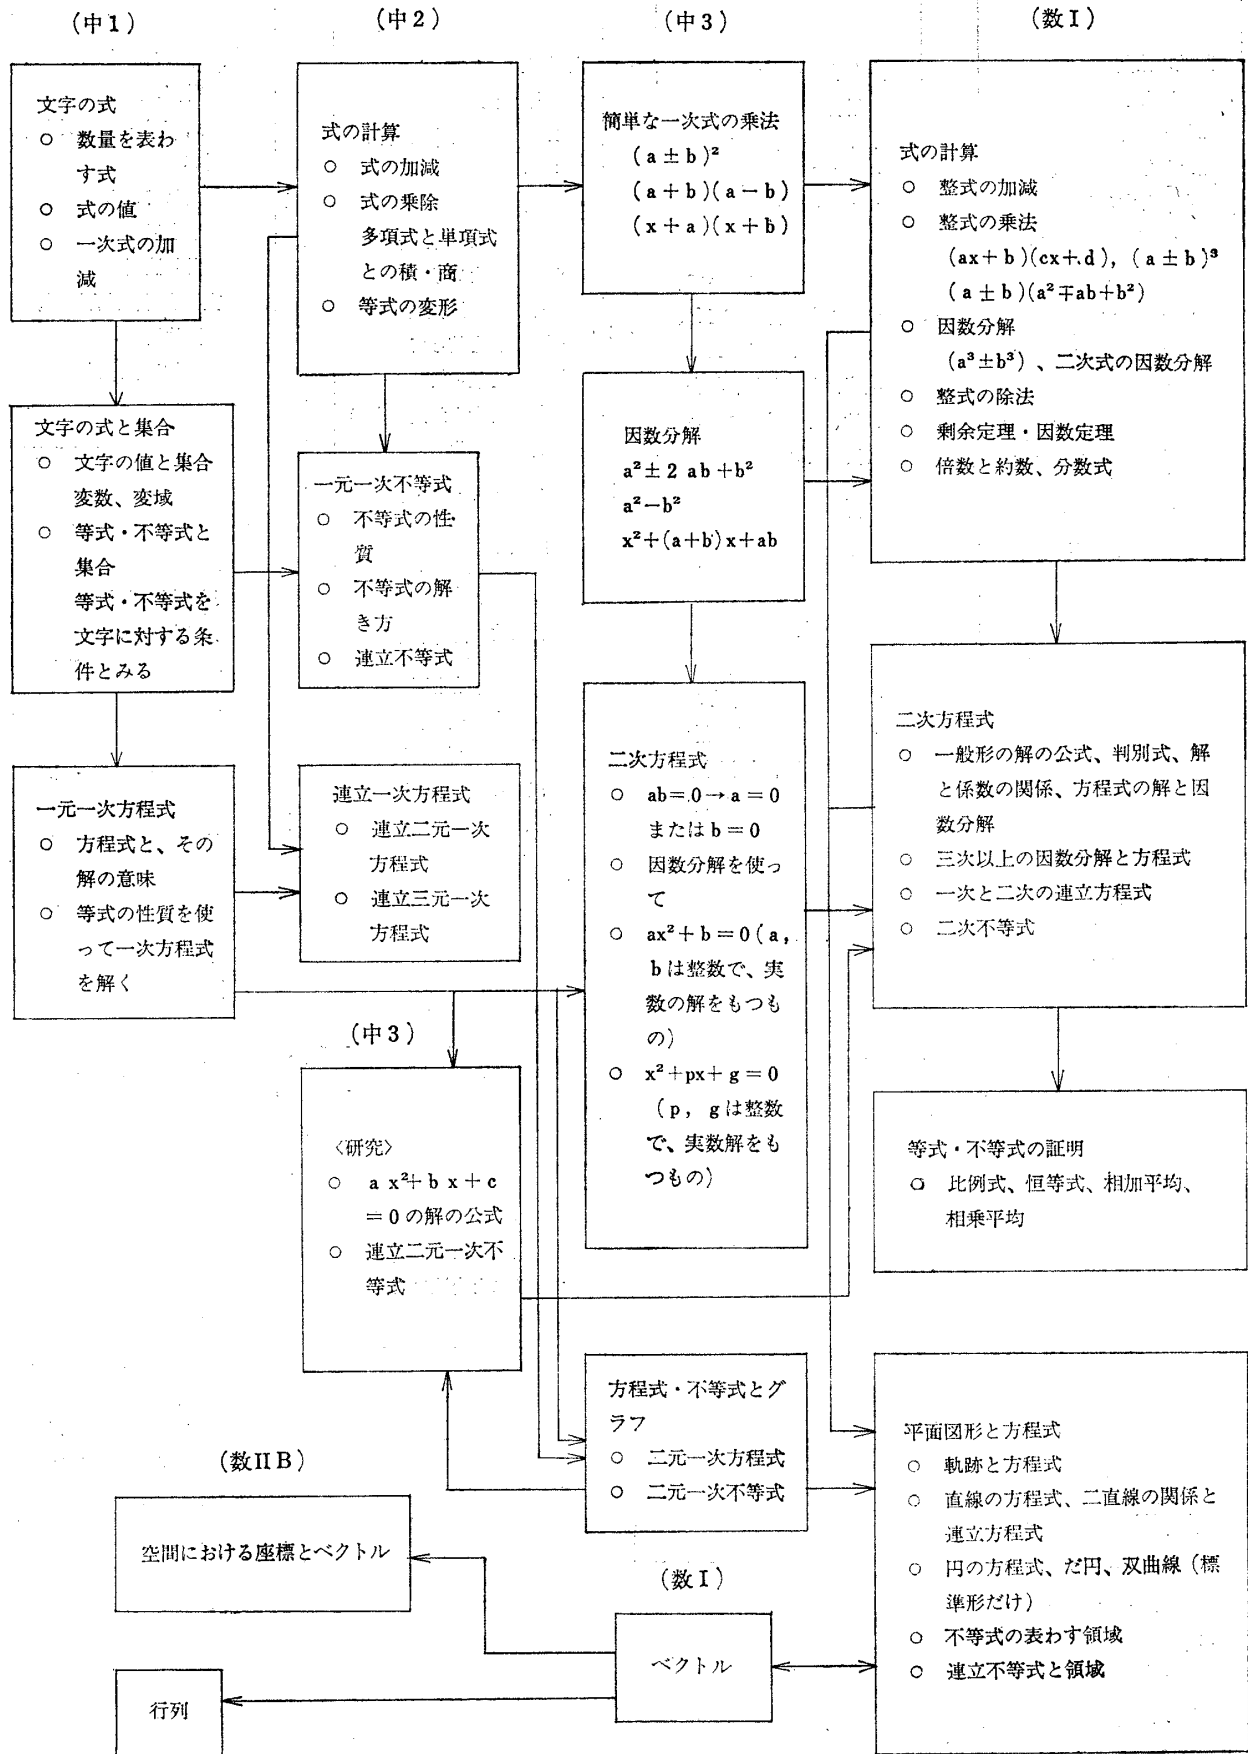 (中1)
(中2)
(中3)
(数I)
文字の式
○ 数量を表わ
す式
○ 式の値
○ 一次式の加
減
式の計算
○ 式の加減
○ 式の乗除
多項式と単項式
との積・商
○ 等式の変形
簡単な一次式の乗法
(a±b)²
(a+b)(a−b)
(x+a)(x+b)
式の計算
○ 整式の加減
○ 整式の乗法
(ax+b)(cx+d), (a±b)³
(a±b)(a²∓ab+b²)
○ 因数分解
(a³±b³)、二次式の因数分解
○ 整式の除法
○ 剰余定理・因数定理
○ 倍数と約数、分数式
文字の式と集合
○ 文字の値と集合
変数、変域
○ 等式・不等式と
集合
等式・不等式を
文字に対する条
件とみる
一元一次不等式
○ 不等式の性
質
○ 不等式の解
き方
○ 連立不等式
因数分解
a²±2ab+b²
a²−b²
x²+(a+b)x+ab
一元一次方程式
○ 方程式と、その
解の意味
○ 等式の性質を使
って一次方程式
を解く
連立一次方程式
○ 連立二元一次
方程式
○ 連立三元一次
方程式
二次方程式
○ ab=0→a=0
またはb=0
○ 因数分解を使っ
て
○ ax²+b=0(a,
bは整数で、実
数の解をもつも
の)
○ x²+px+g=0
(p, gは整数
で、実数解をも
つもの)
二次方程式
○ 一般形の解の公式、判別式、解
と係数の関係、方程式の解と因
数分解
○ 三次以上の因数分解と方程式
○ 一次と二次の連立方程式
○ 二次不等式
(中3)
〈研究〉
○ ax²+bx+c
=0の解の公式
○ 連立二元一次不
等式
等式・不等式の証明
○ 比例式、恒等式、相加平均、
相乗平均
方程式・不等式とグ
ラフ
○ 二元一次方程式
○ 二元一次不等式
平面図形と方程式
○ 軌跡と方程式
○ 直線の方程式、二直線の関係と
連立方程式
○ 円の方程式、だ円、双曲線(標
準形だけ)
○ 不等式の表わす領域
○ 連立不等式と領域
(数IIB)
空間における座標とベクトル
(数I)
ベクトル
行列